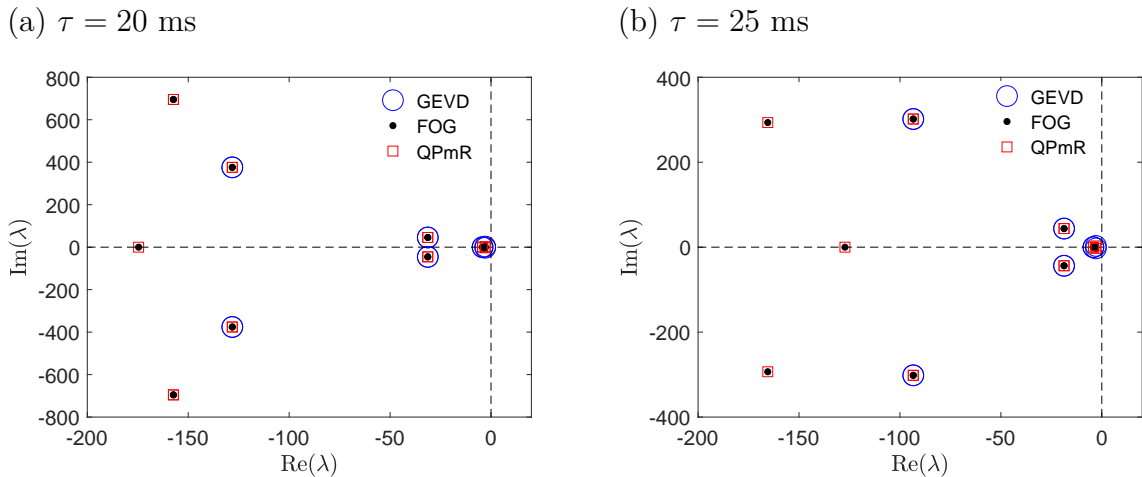 (a) τ = 20 ms
800
600
400
200
0
-200
-400
-600
-800
-200
-150
-100
-50
0
Im(λ)
Re(λ)
GEVD
FOG
QPmR
(b) τ = 25 ms
400
200
0
-200
-400
-200
-150
-100
-50
0
Im(λ)
Re(λ)
GEVD
FOG
QPmR